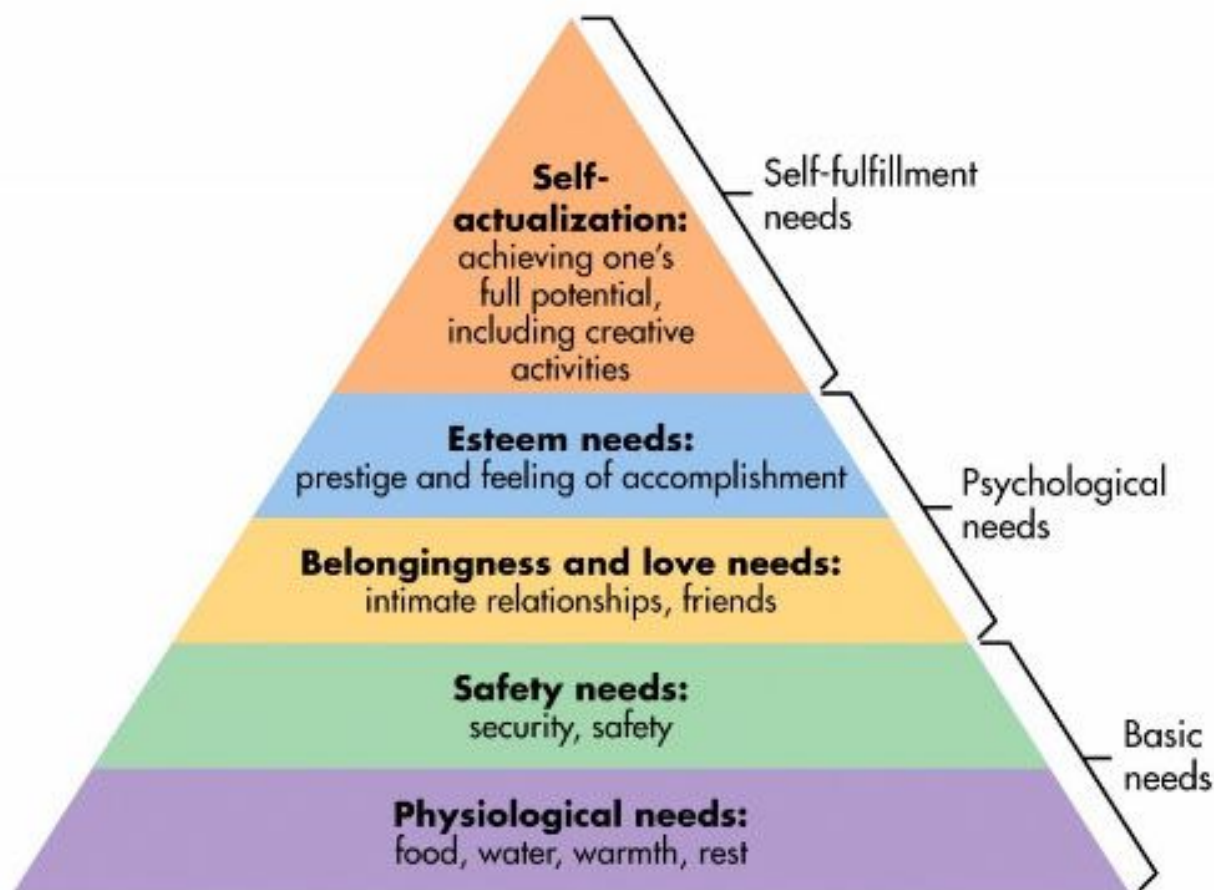 Self-
actualization:
achieving one's
full potential,
including creative
activities
Self-fulfillment
needs
Esteem needs:
prestige and feeling of accomplishment
Psychological
needs
Belongingness and love needs:
intimate relationships, friends
Safety needs:
security, safety
Basic
needs
Physiological needs:
food, water, warmth, rest